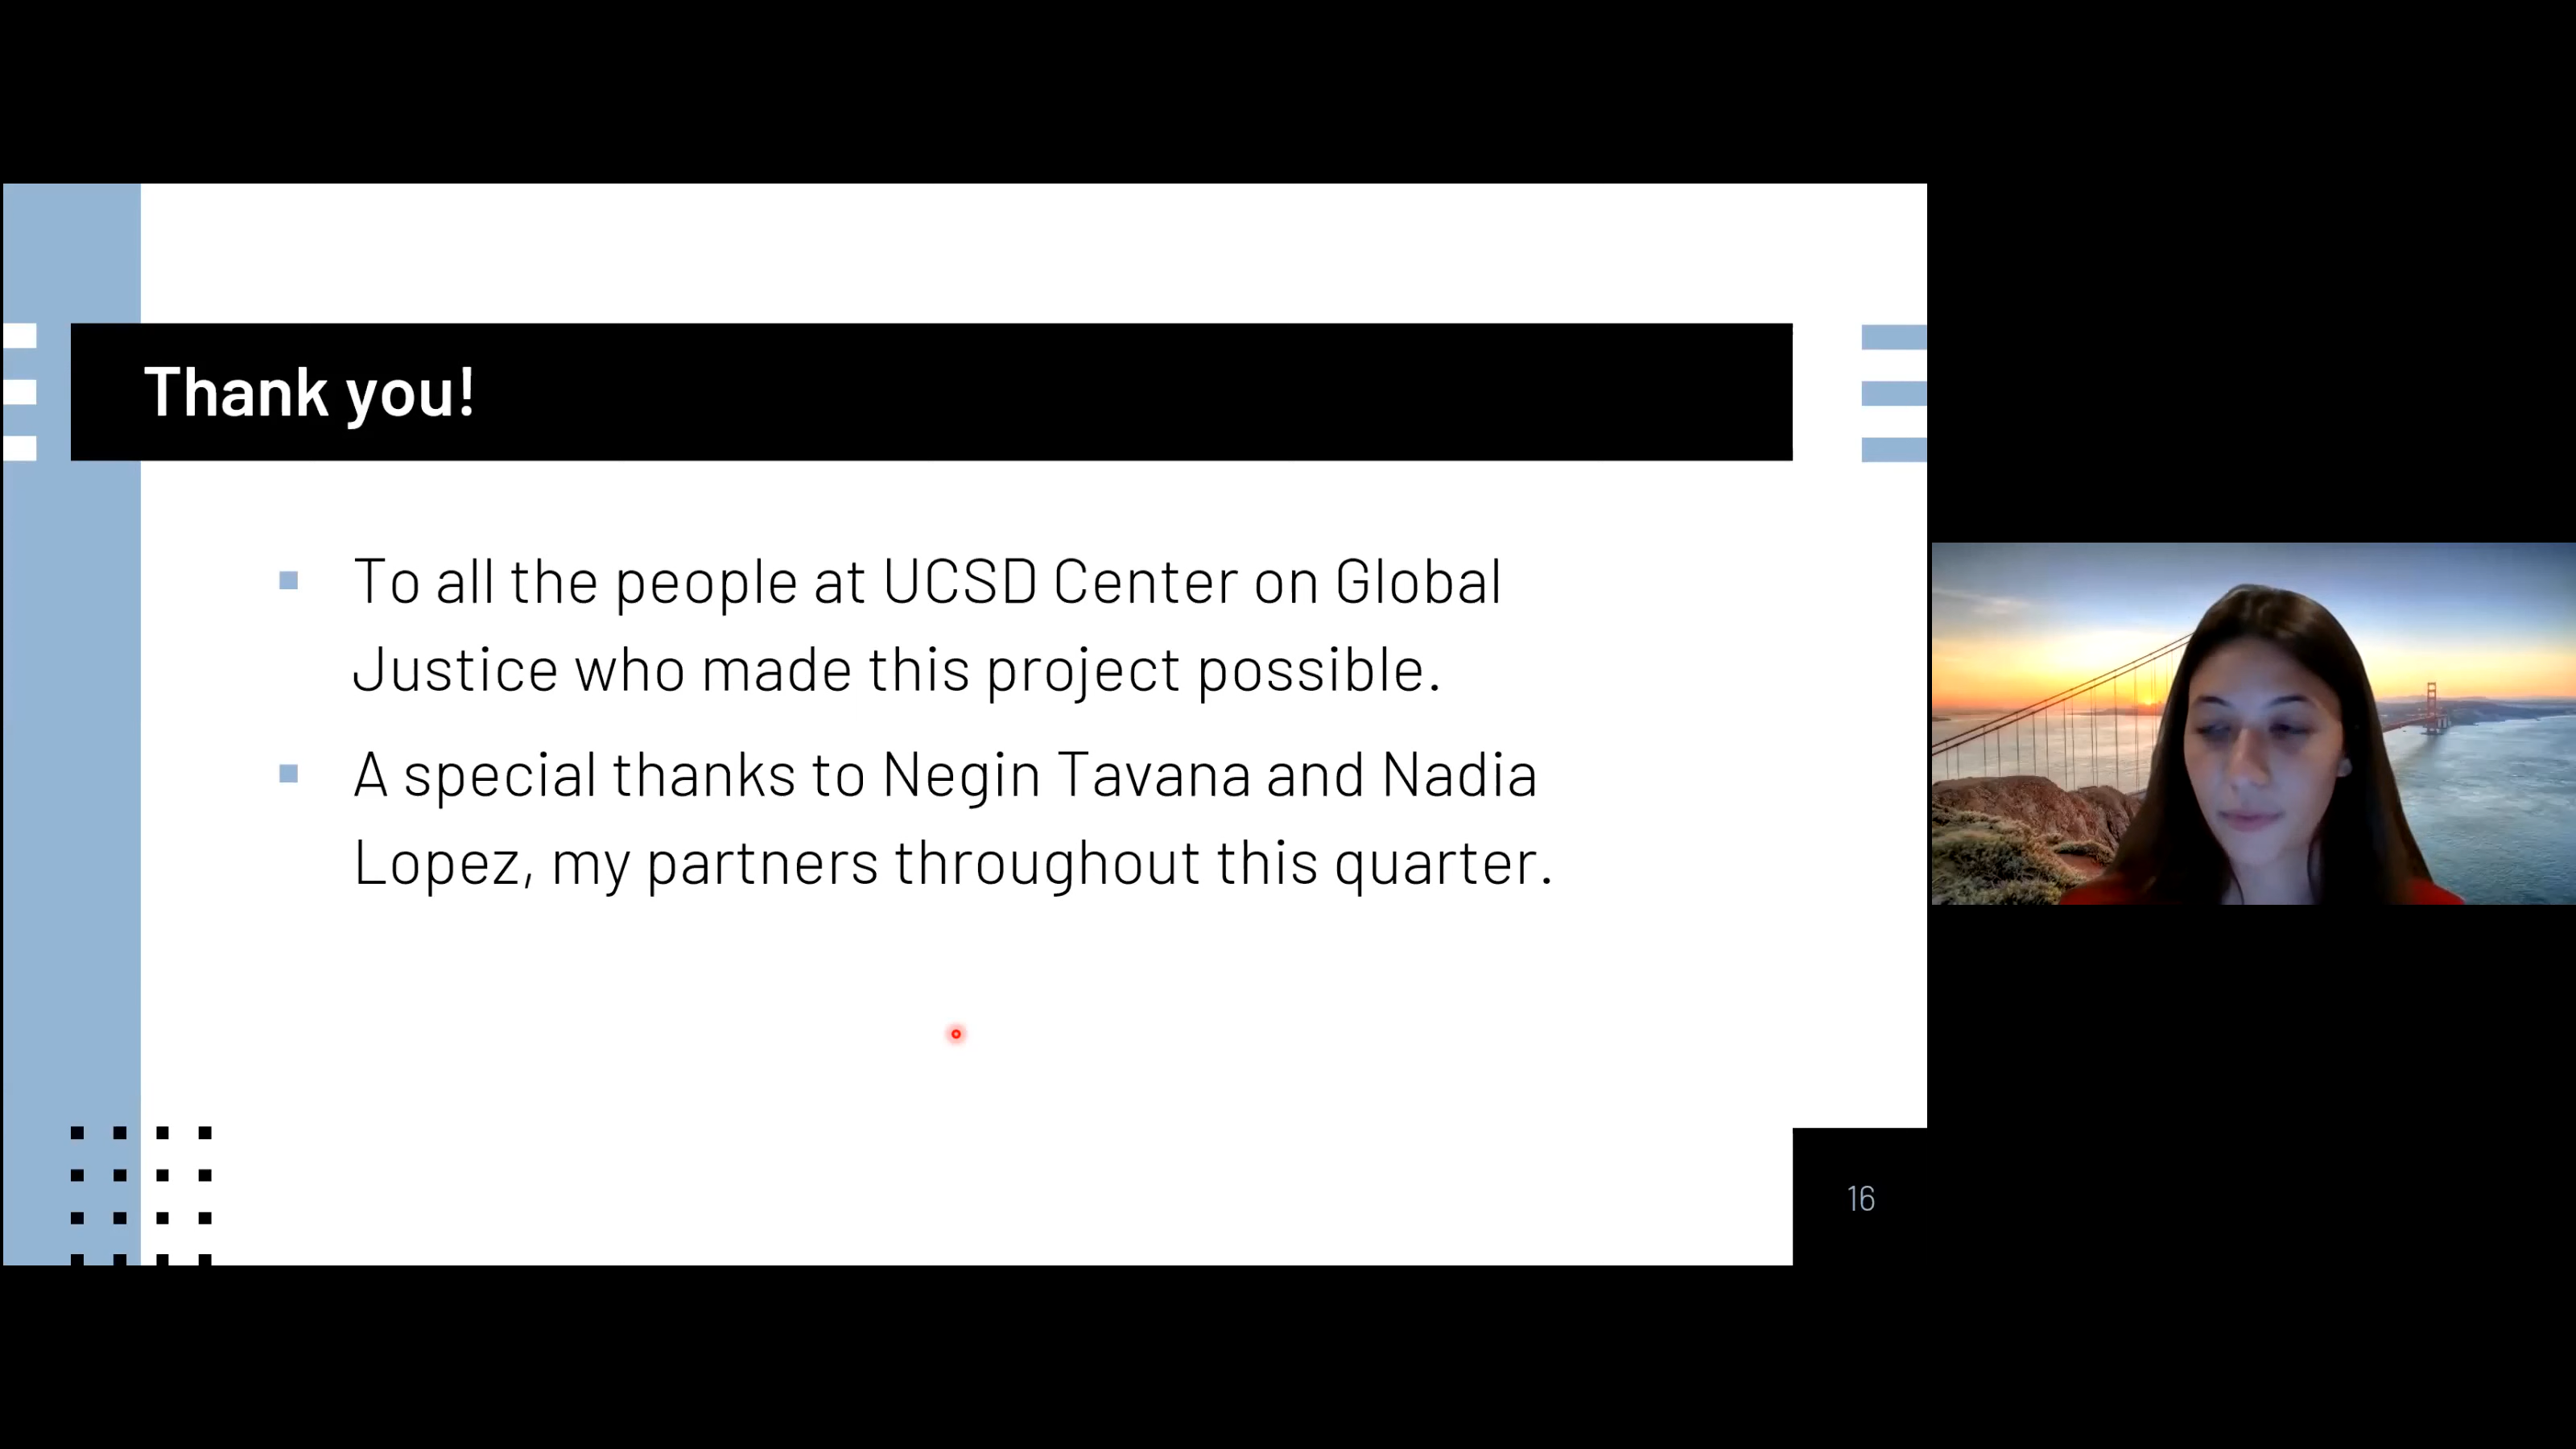 Thank you!
To all the people at UCSD Center on Global
Justice who made this project possible.
A special thanks to Negin Tavana and Nadia
Lopez, my partners throughout this quarter.
16